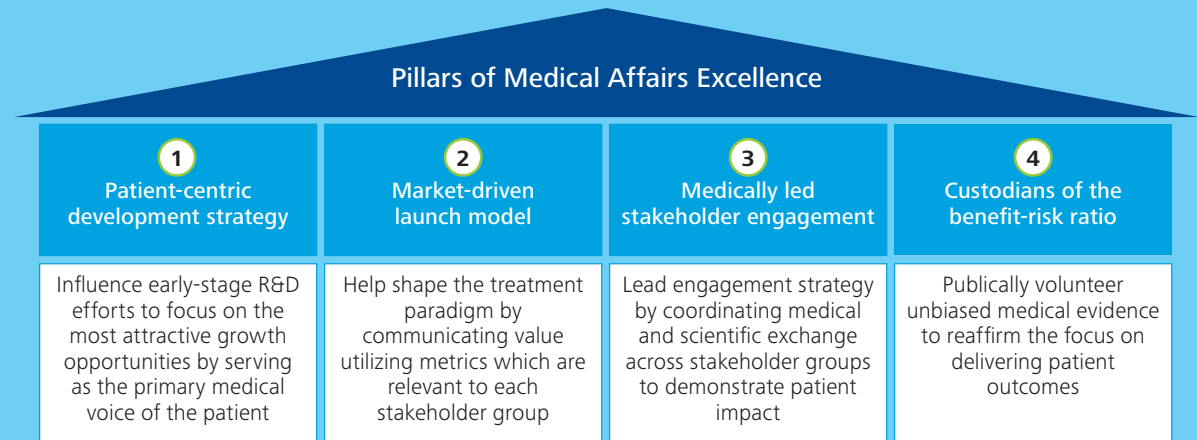 Pillars of Medical Affairs Excellence
1
Patient-centric
development strategy
Influence early-stage R&D
efforts to focus on the
most attractive growth
opportunities by serving
as the primary medical
voice of the patient
2
Market-driven
launch model
Help shape the treatment
paradigm by
communicating value
utilizing metrics which are
relevant to each
stakeholder group
3
Medically led
stakeholder engagement
Lead engagement strategy
by coordinating medical
and scientific exchange
across stakeholder groups
to demonstrate patient
impact
4
Custodians of the
benefit-risk ratio
Publically volunteer
unbiased medical evidence
to reaffirm the focus on
delivering patient
outcomes